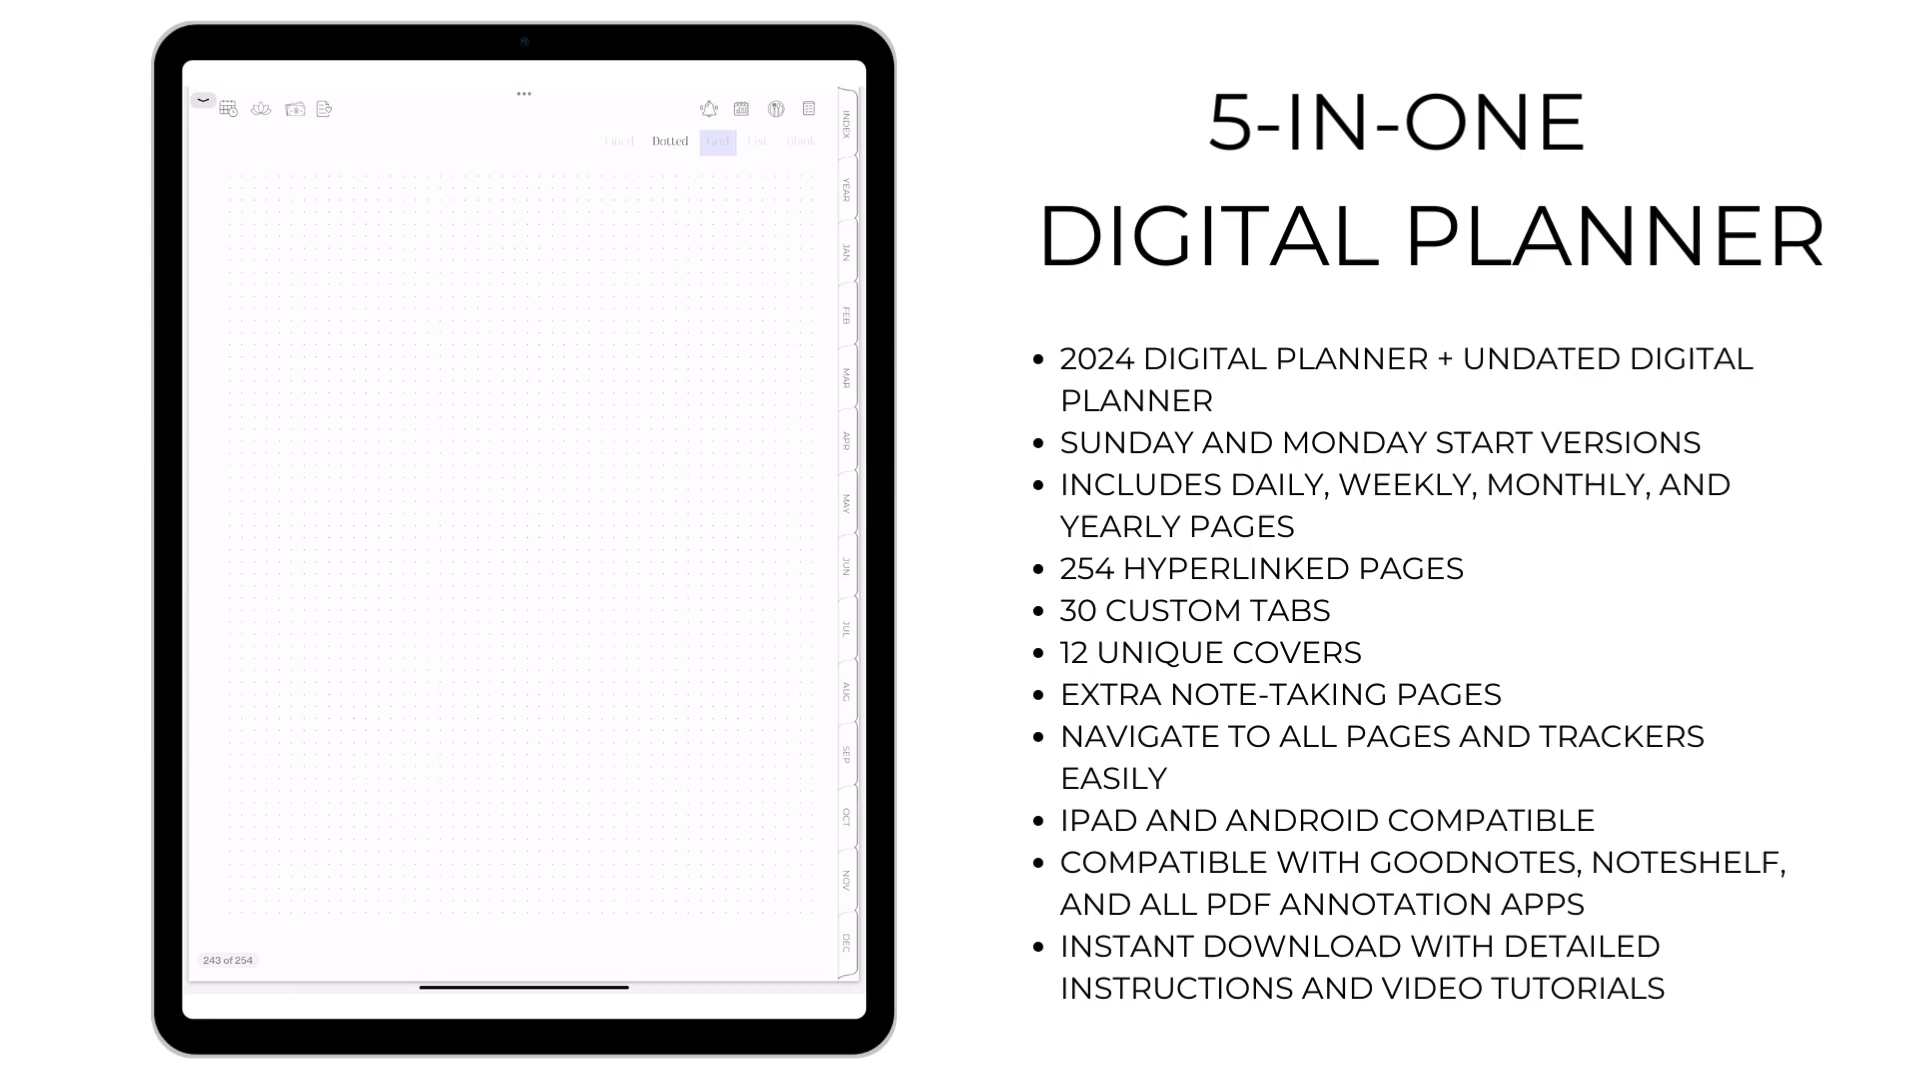 Lined Dotted Grid List Blank
INDEX
YEAR
JAN
FEB
MAR
APR
MAY
JUN
JUL
AUG
SEP
OCT
NOV
DEC
243 of 254
5-IN-ONE
DIGITAL PLANNER
• 2024 DIGITAL PLANNER + UNDATED DIGITAL
PLANNER
• SUNDAY AND MONDAY START VERSIONS
• INCLUDES DAILY, WEEKLY, MONTHLY, AND
YEARLY PAGES
• 254 HYPERLINKED PAGES
• 30 CUSTOM TABS
• 12 UNIQUE COVERS
• EXTRA NOTE-TAKING PAGES
• NAVIGATE TO ALL PAGES AND TRACKERS
EASILY
• IPAD AND ANDROID COMPATIBLE
• COMPATIBLE WITH GOODNOTES, NOTESHELF,
AND ALL PDF ANNOTATION APPS
• INSTANT DOWNLOAD WITH DETAILED
INSTRUCTIONS AND VIDEO TUTORIALS